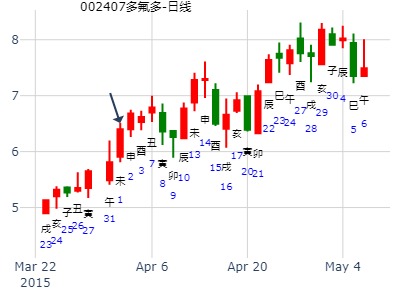 002407多氟多-日线
8
7
6
5
戌
23
亥
24
子
25
丑
26
寅
27
午
31
未
1
申
2
酉
3
丑
7
寅
8
卯
9
辰
10
未
13
申
14
酉
15
戌
16
亥
17
寅
20
卯
21
辰
22
巳
23
午
24
酉
27
戌
28
亥
29
子
30
辰
4
巳
5
午
6
Mar 22
2015
Apr 6
Apr 20
May 4